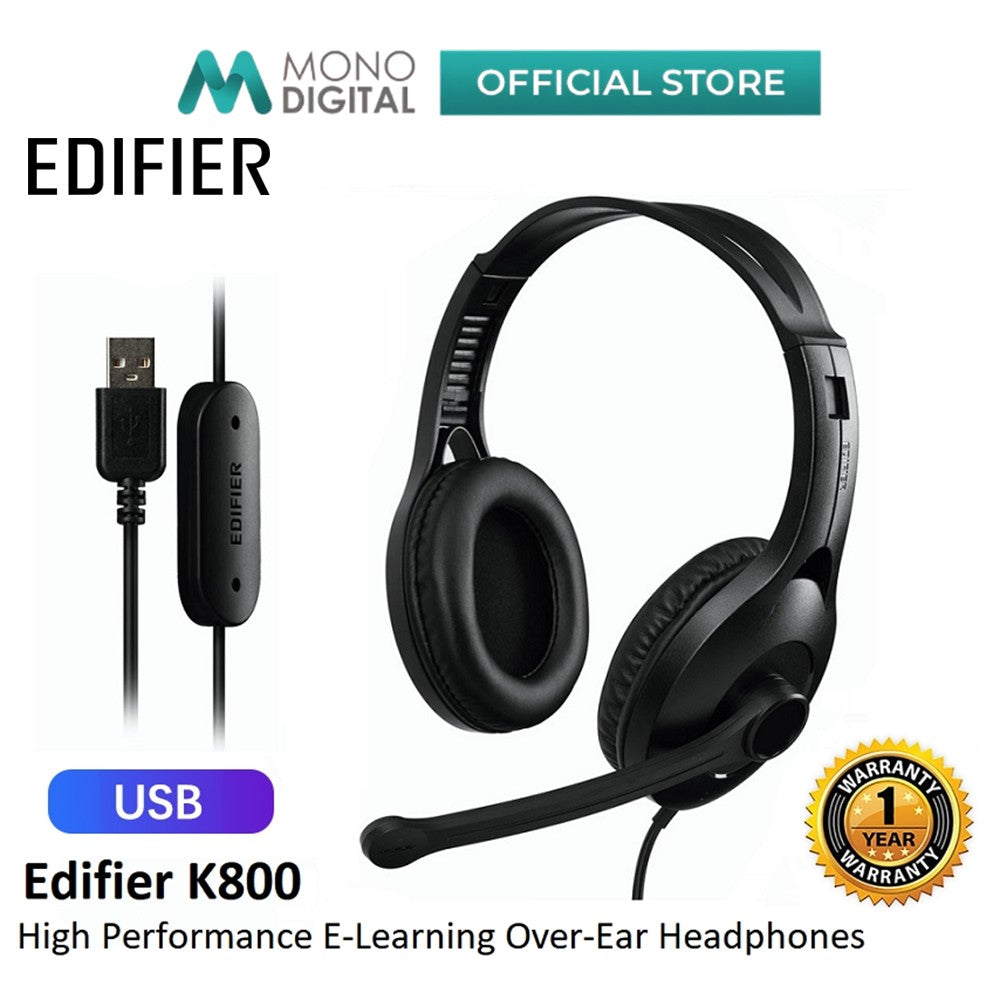 MONO
DIGITAL
OFFICIAL STORE
EDIFIER
EDIFIER
EDIFIER
USB
Edifier K800
High Performance E-Learning Over-Ear Headphones
WARRANTY
1
YEAR
WARRANTY